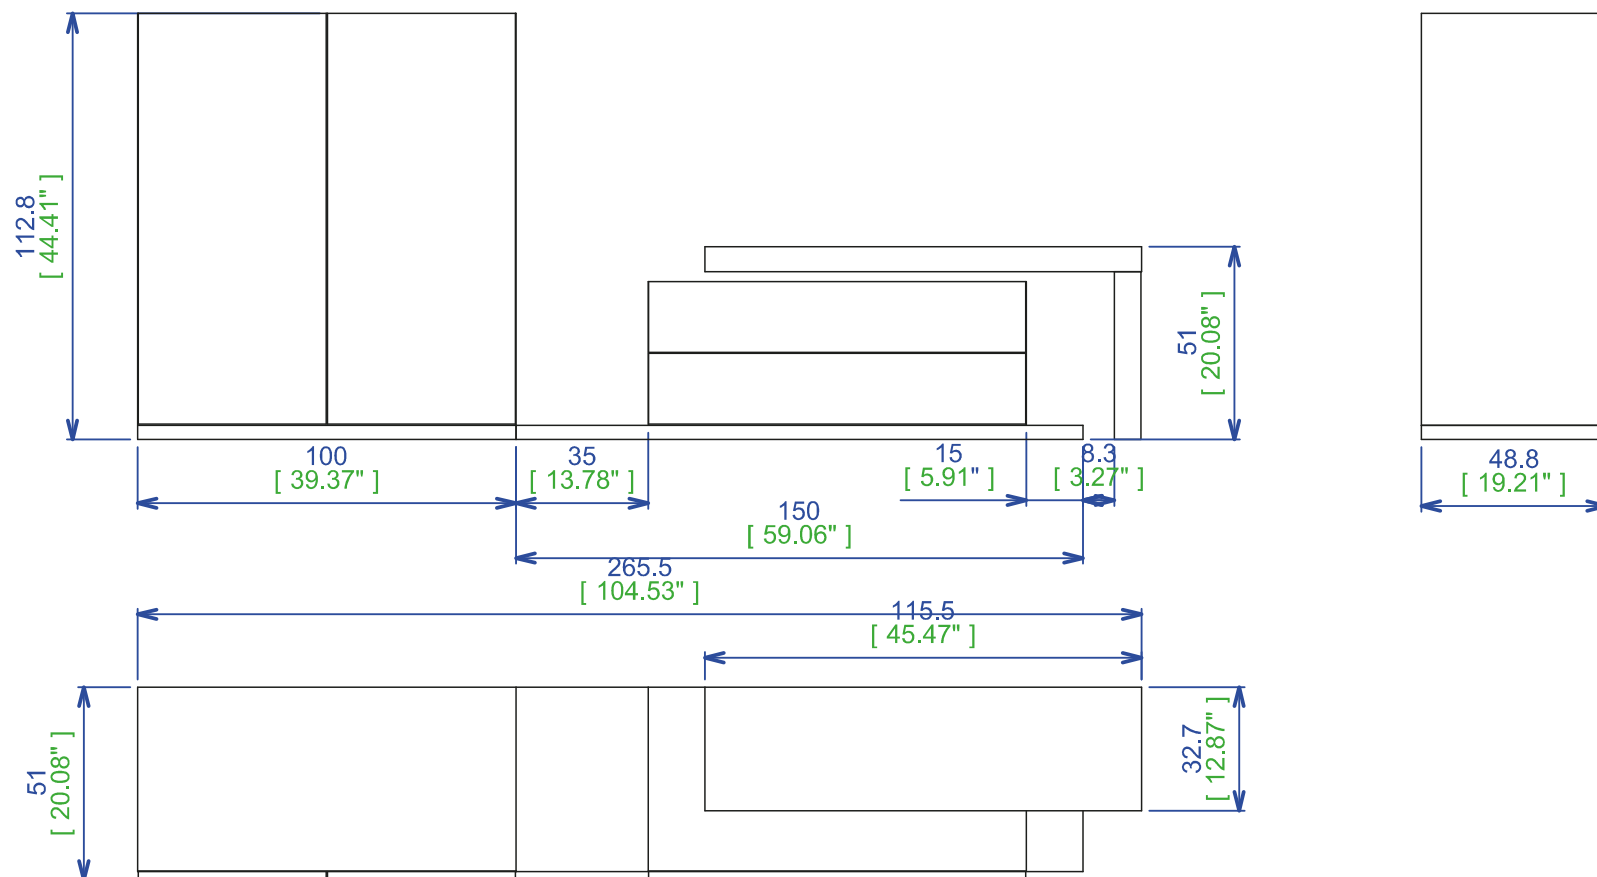 112.8
[ 44.41" ]
51
[ 20.08" ]
100
[ 39.37" ]
35
[ 13.78" ]
15
[ 5.91" ]
8.3
[ 3.27" ]
48.8
[ 19.21" ]
150
[ 59.06" ]
265.5
[ 104.53" ]
115.5
[ 45.47" ]
51
[ 20.08" ]
32.7
[ 12.87" ]